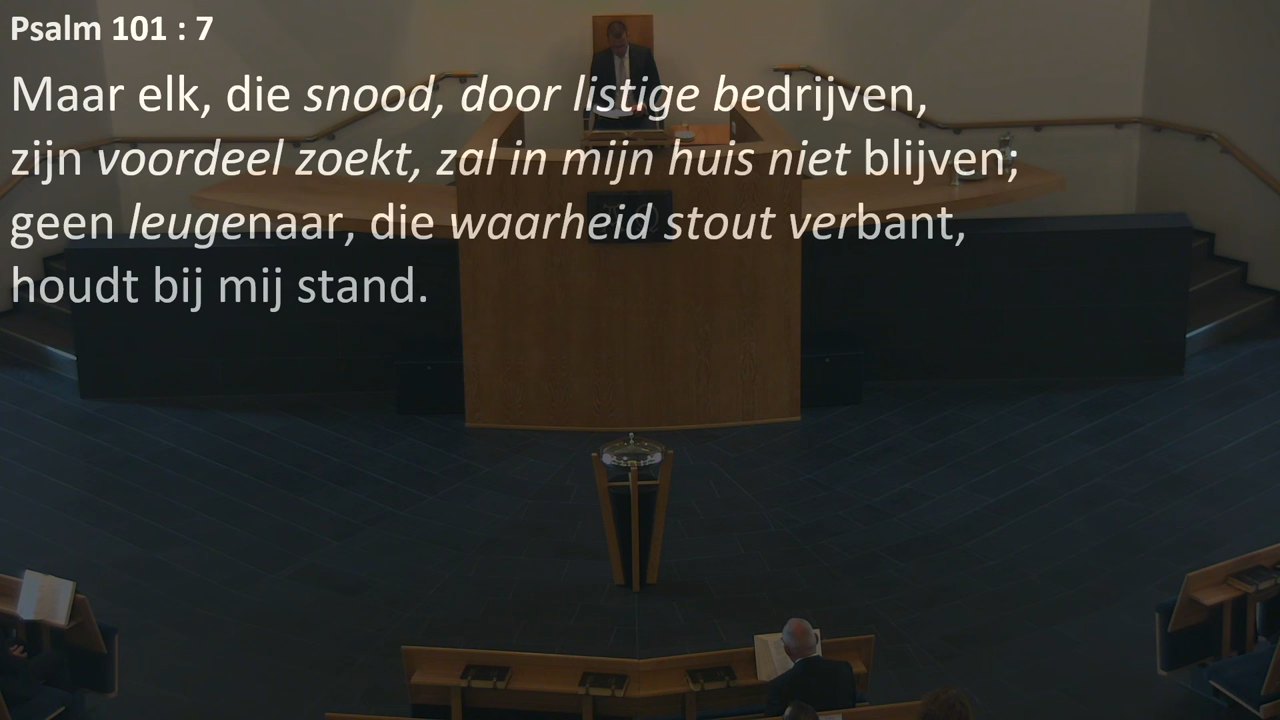 Psalm 101 : 7
Maar elk, die snood, door listige bedrijven,
zijn voordeel zoekt, zal in mijn huis niet blijven;
geen leugenaar, die waarheid stout verbant,
houdt bij mij stand.